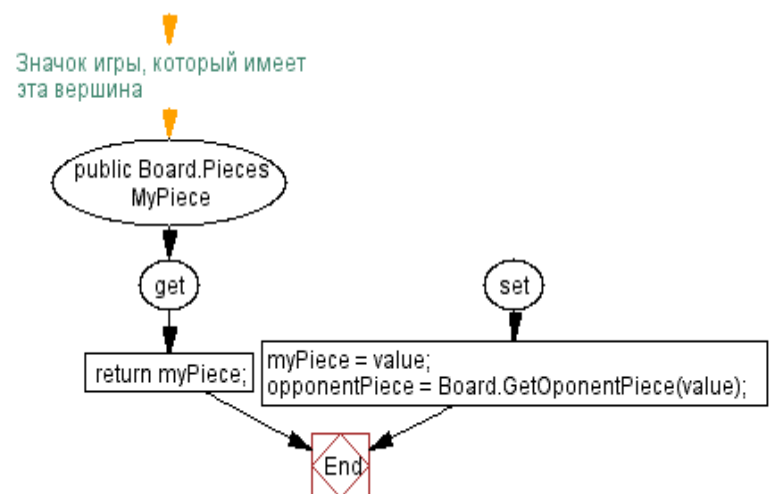 Значок игры, который имеет
эта вершина
public Board.Pieces
MyPiece
get
set
return myPiece;
myPiece = value;
opponentPiece = Board.GetOponentPiece(value);
End